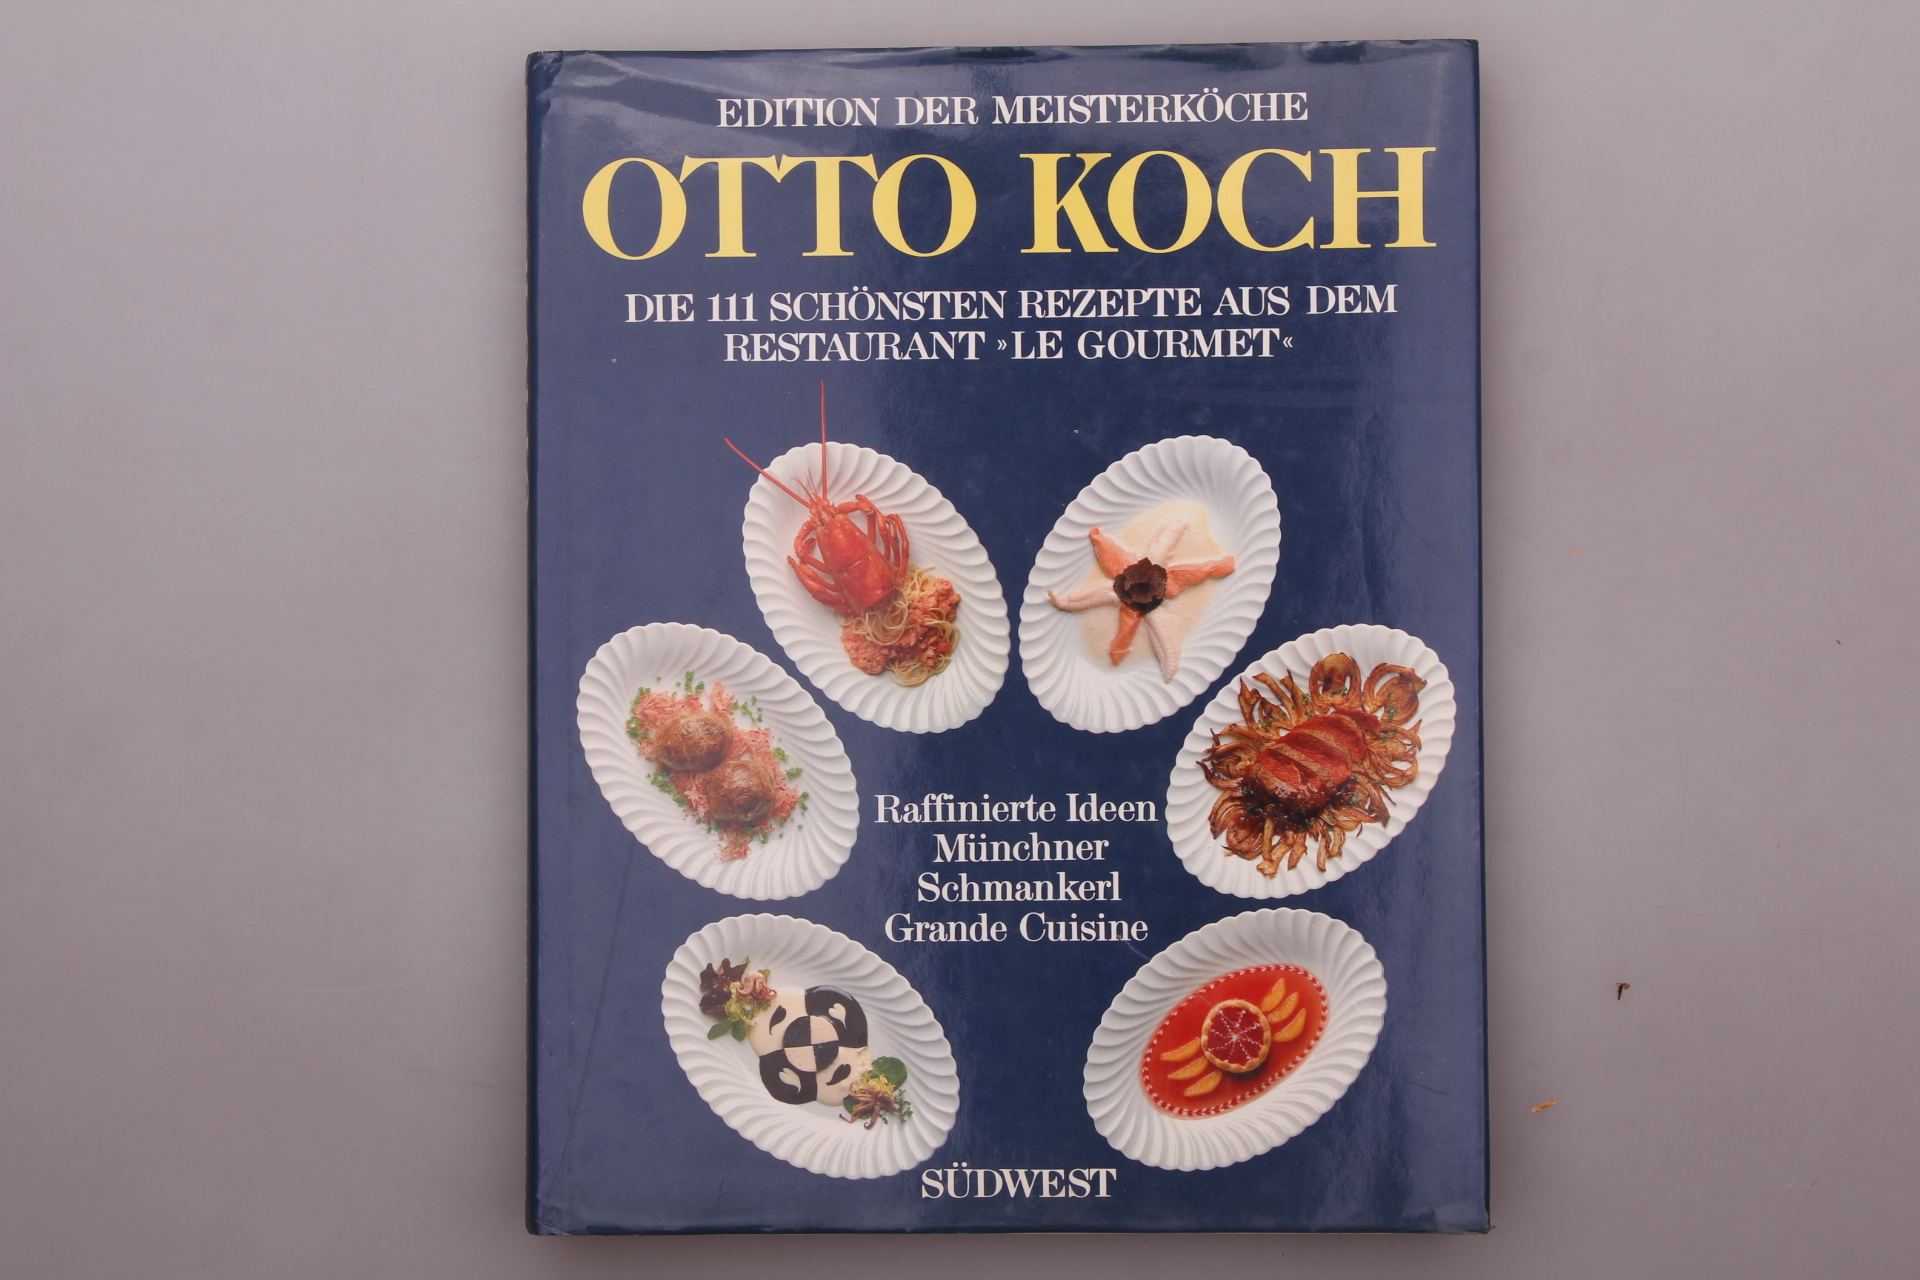 EDITION DER MEISTERKÖCHE
OTTO KOCH
DIE 111 SCHÖNSTEN REZEPTE AUS DEM
RESTAURANT »LE GOURMET«
Raffinierte Ideen
Münchner
Schmankerl
Grande Cuisine
SÜDWEST